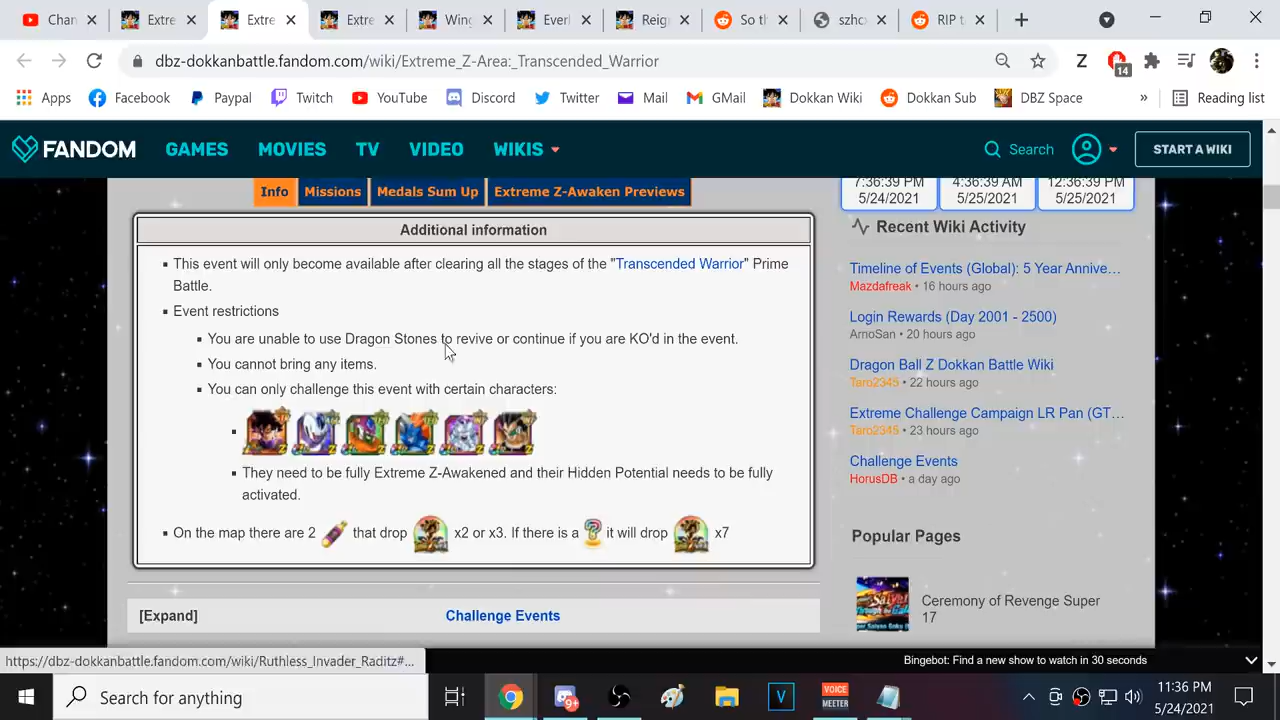 Chan
Extre
Extre
Extre
Wing
Everl
Reign
So th
szhcx
RIP t
dbz-dokkanbattle.fandom.com/wiki/Extreme_Z-Area:_Transcended_Warrior
Z
14
Apps
Facebook
Paypal
Twitch
YouTube
Discord
Twitter
Mail
GMail
Dokkan Wiki
Dokkan Sub
DBZ Space
»
Reading list
FANDOM
GAMES
MOVIES
TV
VIDEO
WIKIS
Search
START A WIKI
Info
Missions
Medals Sum Up
Extreme Z-Awaken Previews
7:36:39 PM
5/24/2021
4:36:39 AM
5/25/2021
12:36:39 PM
5/25/2021
Additional information
This event will only become available after clearing all the stages of the "Transcended Warrior" Prime
Battle.
Event restrictions
You are unable to use Dragon Stones to revive or continue if you are KO'd in the event.
You cannot bring any items.
You can only challenge this event with certain characters:
They need to be fully Extreme Z-Awakened and their Hidden Potential needs to be fully
activated.
On the map there are 2 that drop x2 or x3. If there is a it will drop x7
[Expand]
Challenge Events
Recent Wiki Activity
Timeline of Events (Global): 5 Year Annive…
Mazdafreak • 16 hours ago
Login Rewards (Day 2001 - 2500)
ArnoSan • 20 hours ago
Dragon Ball Z Dokkan Battle Wiki
Taro2345 • 22 hours ago
Extreme Challenge Campaign LR Pan (GT…
Taro2345 • 23 hours ago
Challenge Events
HorusDB • a day ago
Popular Pages
Ceremony of Revenge Super
17
https://dbz-dokkanbattle.fandom.com/wiki/Ruthless_Invader_Raditz#...
Bingebot: Find a new show to watch in 30 seconds
Search for anything
9+
V
VOICE
MEETER
11:36 PM
5/24/2021